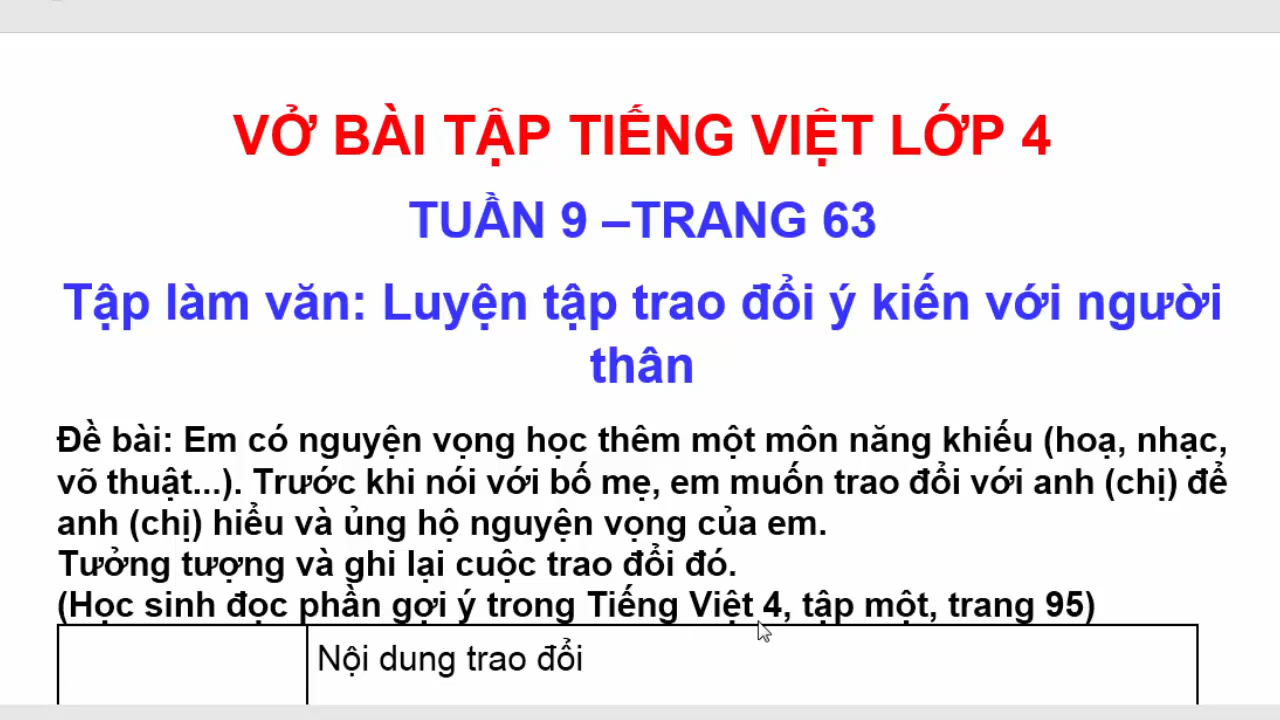 VỞ BÀI TẬP TIẾNG VIỆT LỚP 4
TUẦN 9 –TRANG 63
Tập làm văn: Luyện tập trao đổi ý kiến với người
thân
Đề bài: Em có nguyện vọng học thêm một môn năng khiếu (hoạ, nhạc,
võ thuật...). Trước khi nói với bố mẹ, em muốn trao đổi với anh (chị) để
anh (chị) hiểu và ủng hộ nguyện vọng của em.
Tưởng tượng và ghi lại cuộc trao đổi đó.
(Học sinh đọc phần gợi ý trong Tiếng Việt 4, tập một, trang 95)
Nội dung trao đổi